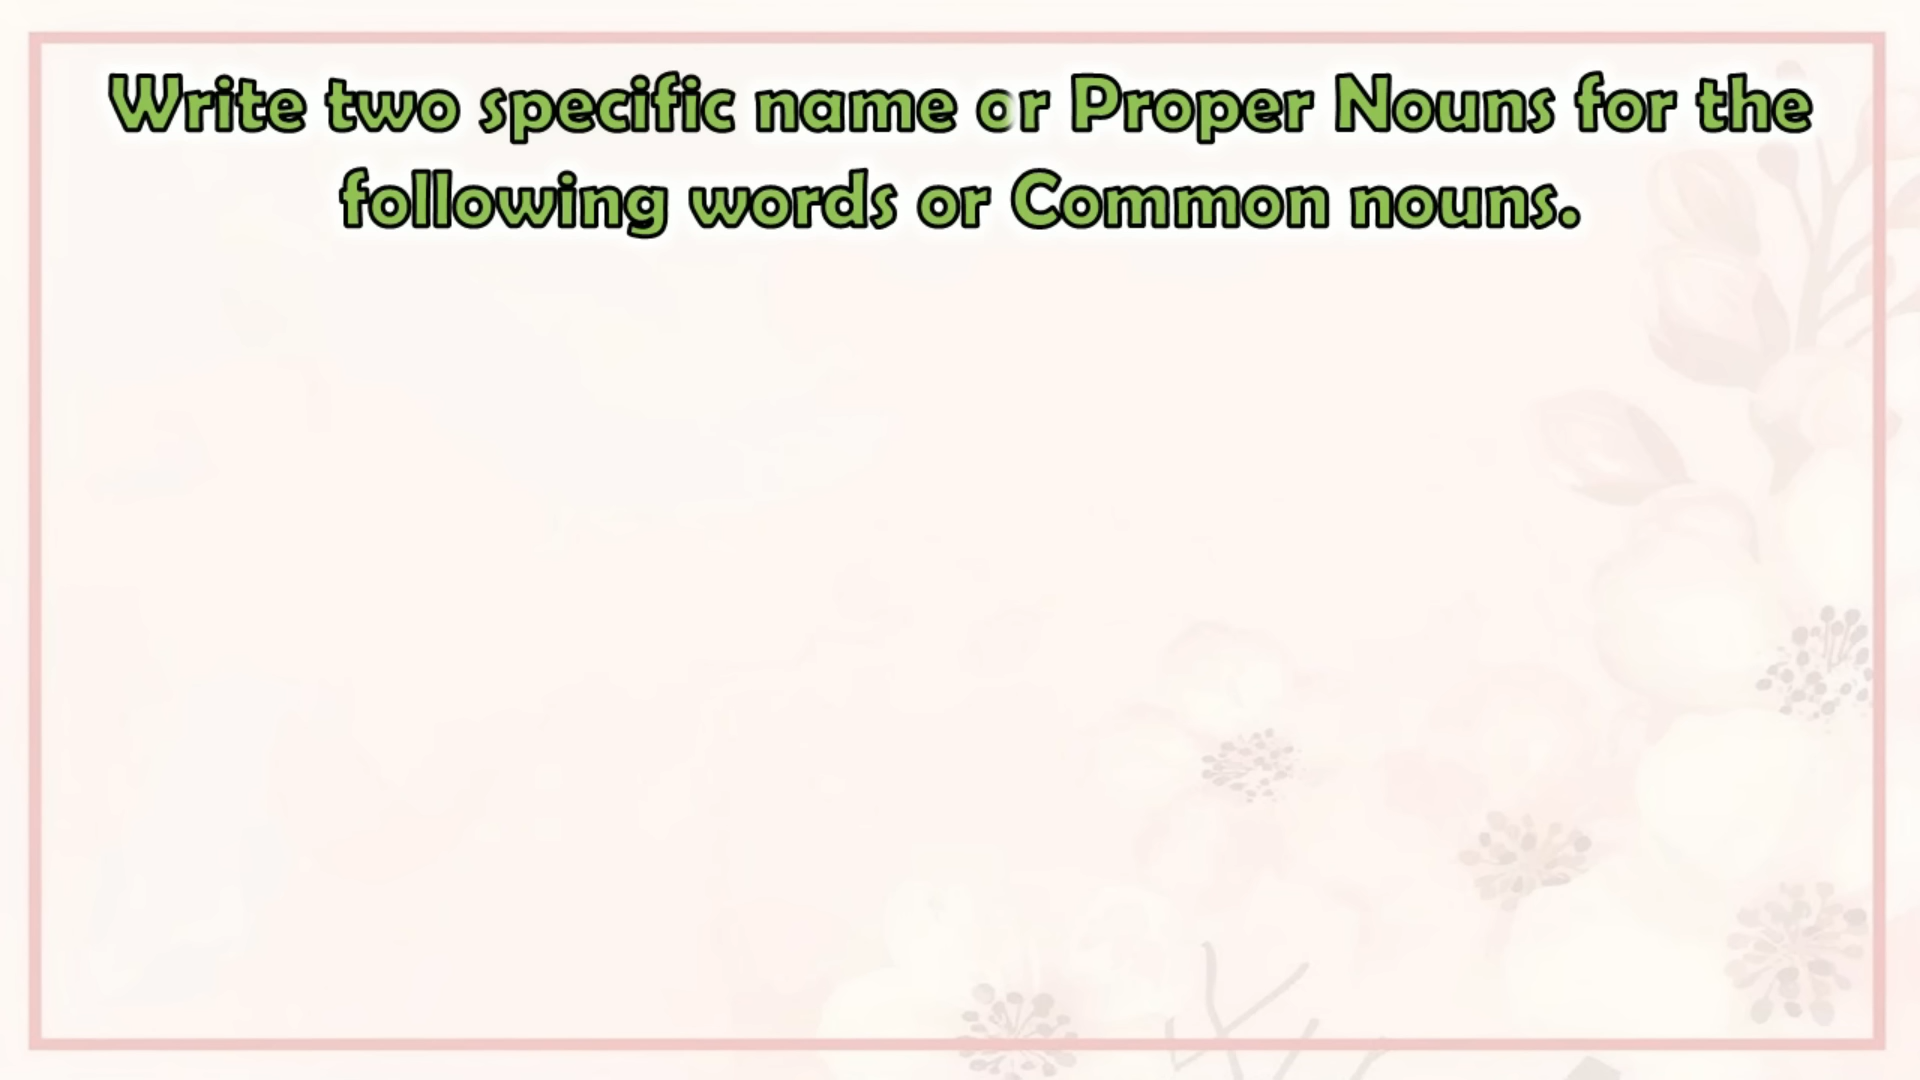 Write two specific name or Proper Nouns for the
following words or Common nouns.